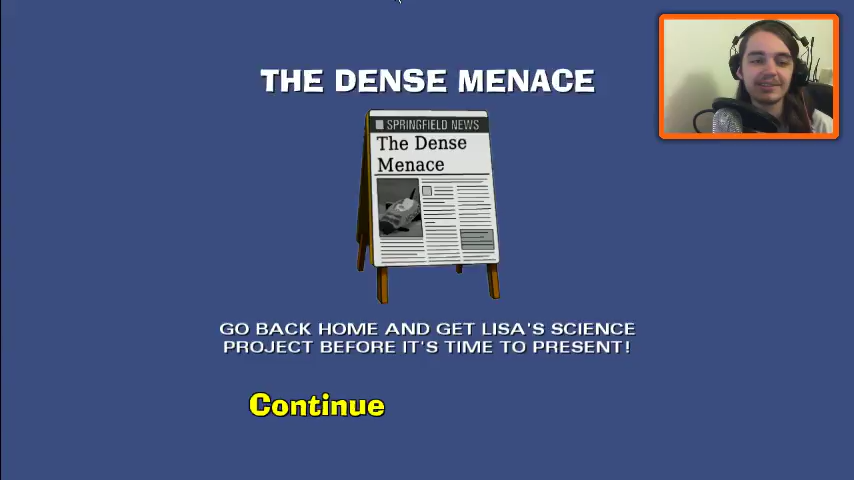 THE DENSE MENACE
SPRINGFIELD NEWS
The Dense
Menace
GO BACK HOME AND GET LISA'S SCIENCE
PROJECT BEFORE IT'S TIME TO PRESENT!
Continue